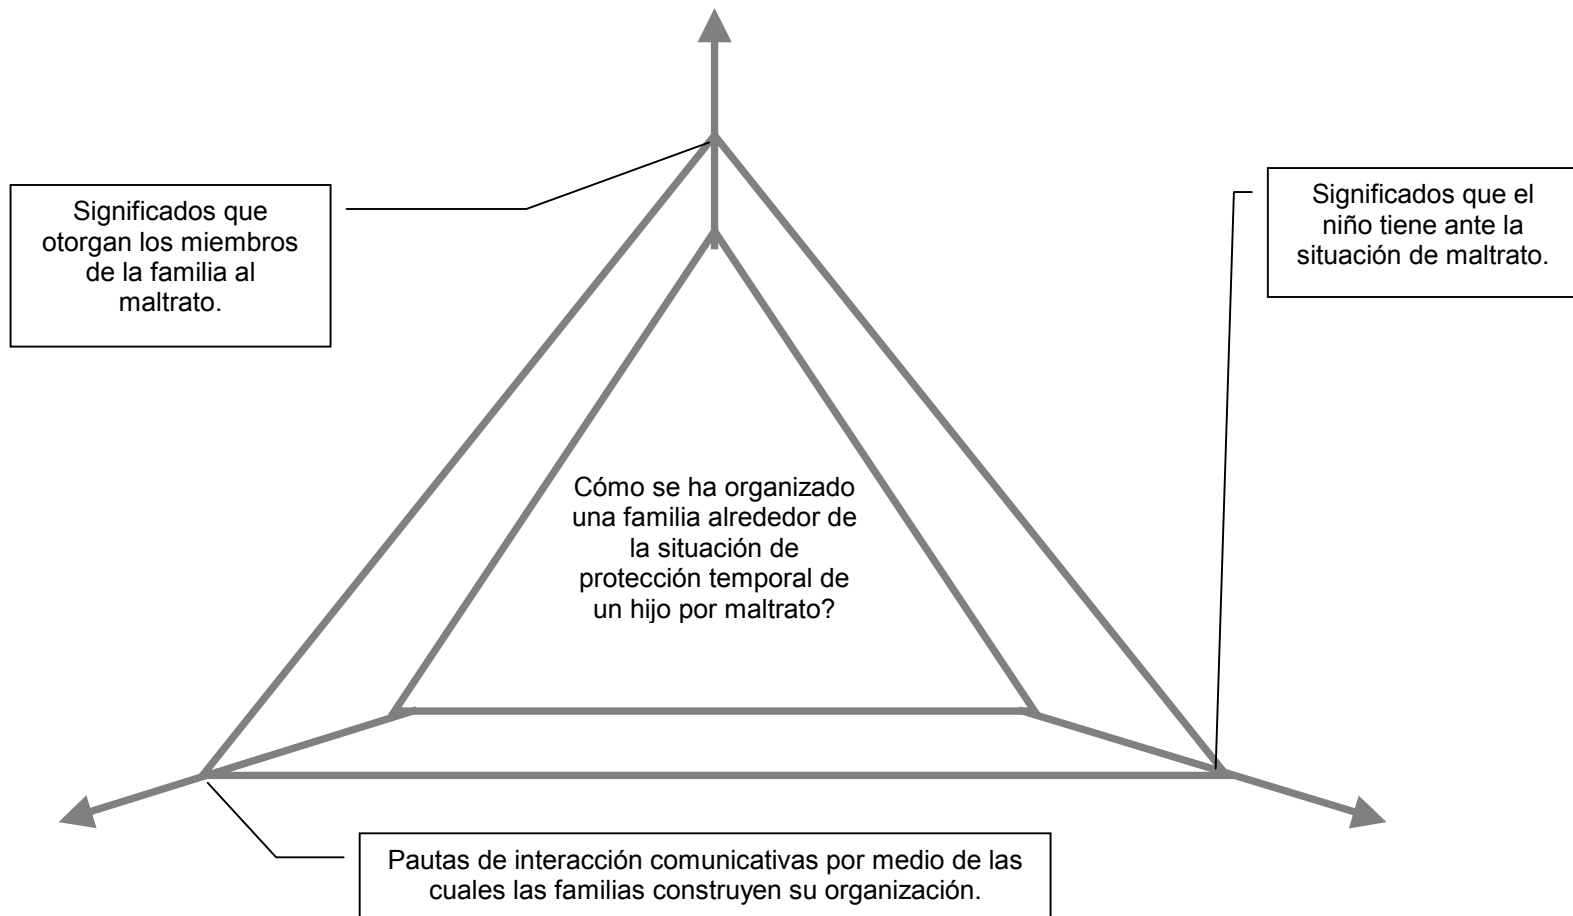 Significados que
otorgan los miembros
de la familia al
maltrato.
Significados que el
niño tiene ante la
situación de maltrato.
Cómo se ha organizado
una familia alrededor de
la situación de
protección temporal de
un hijo por maltrato?
Pautas de interacción comunicativas por medio de las
cuales las familias construyen su organización.